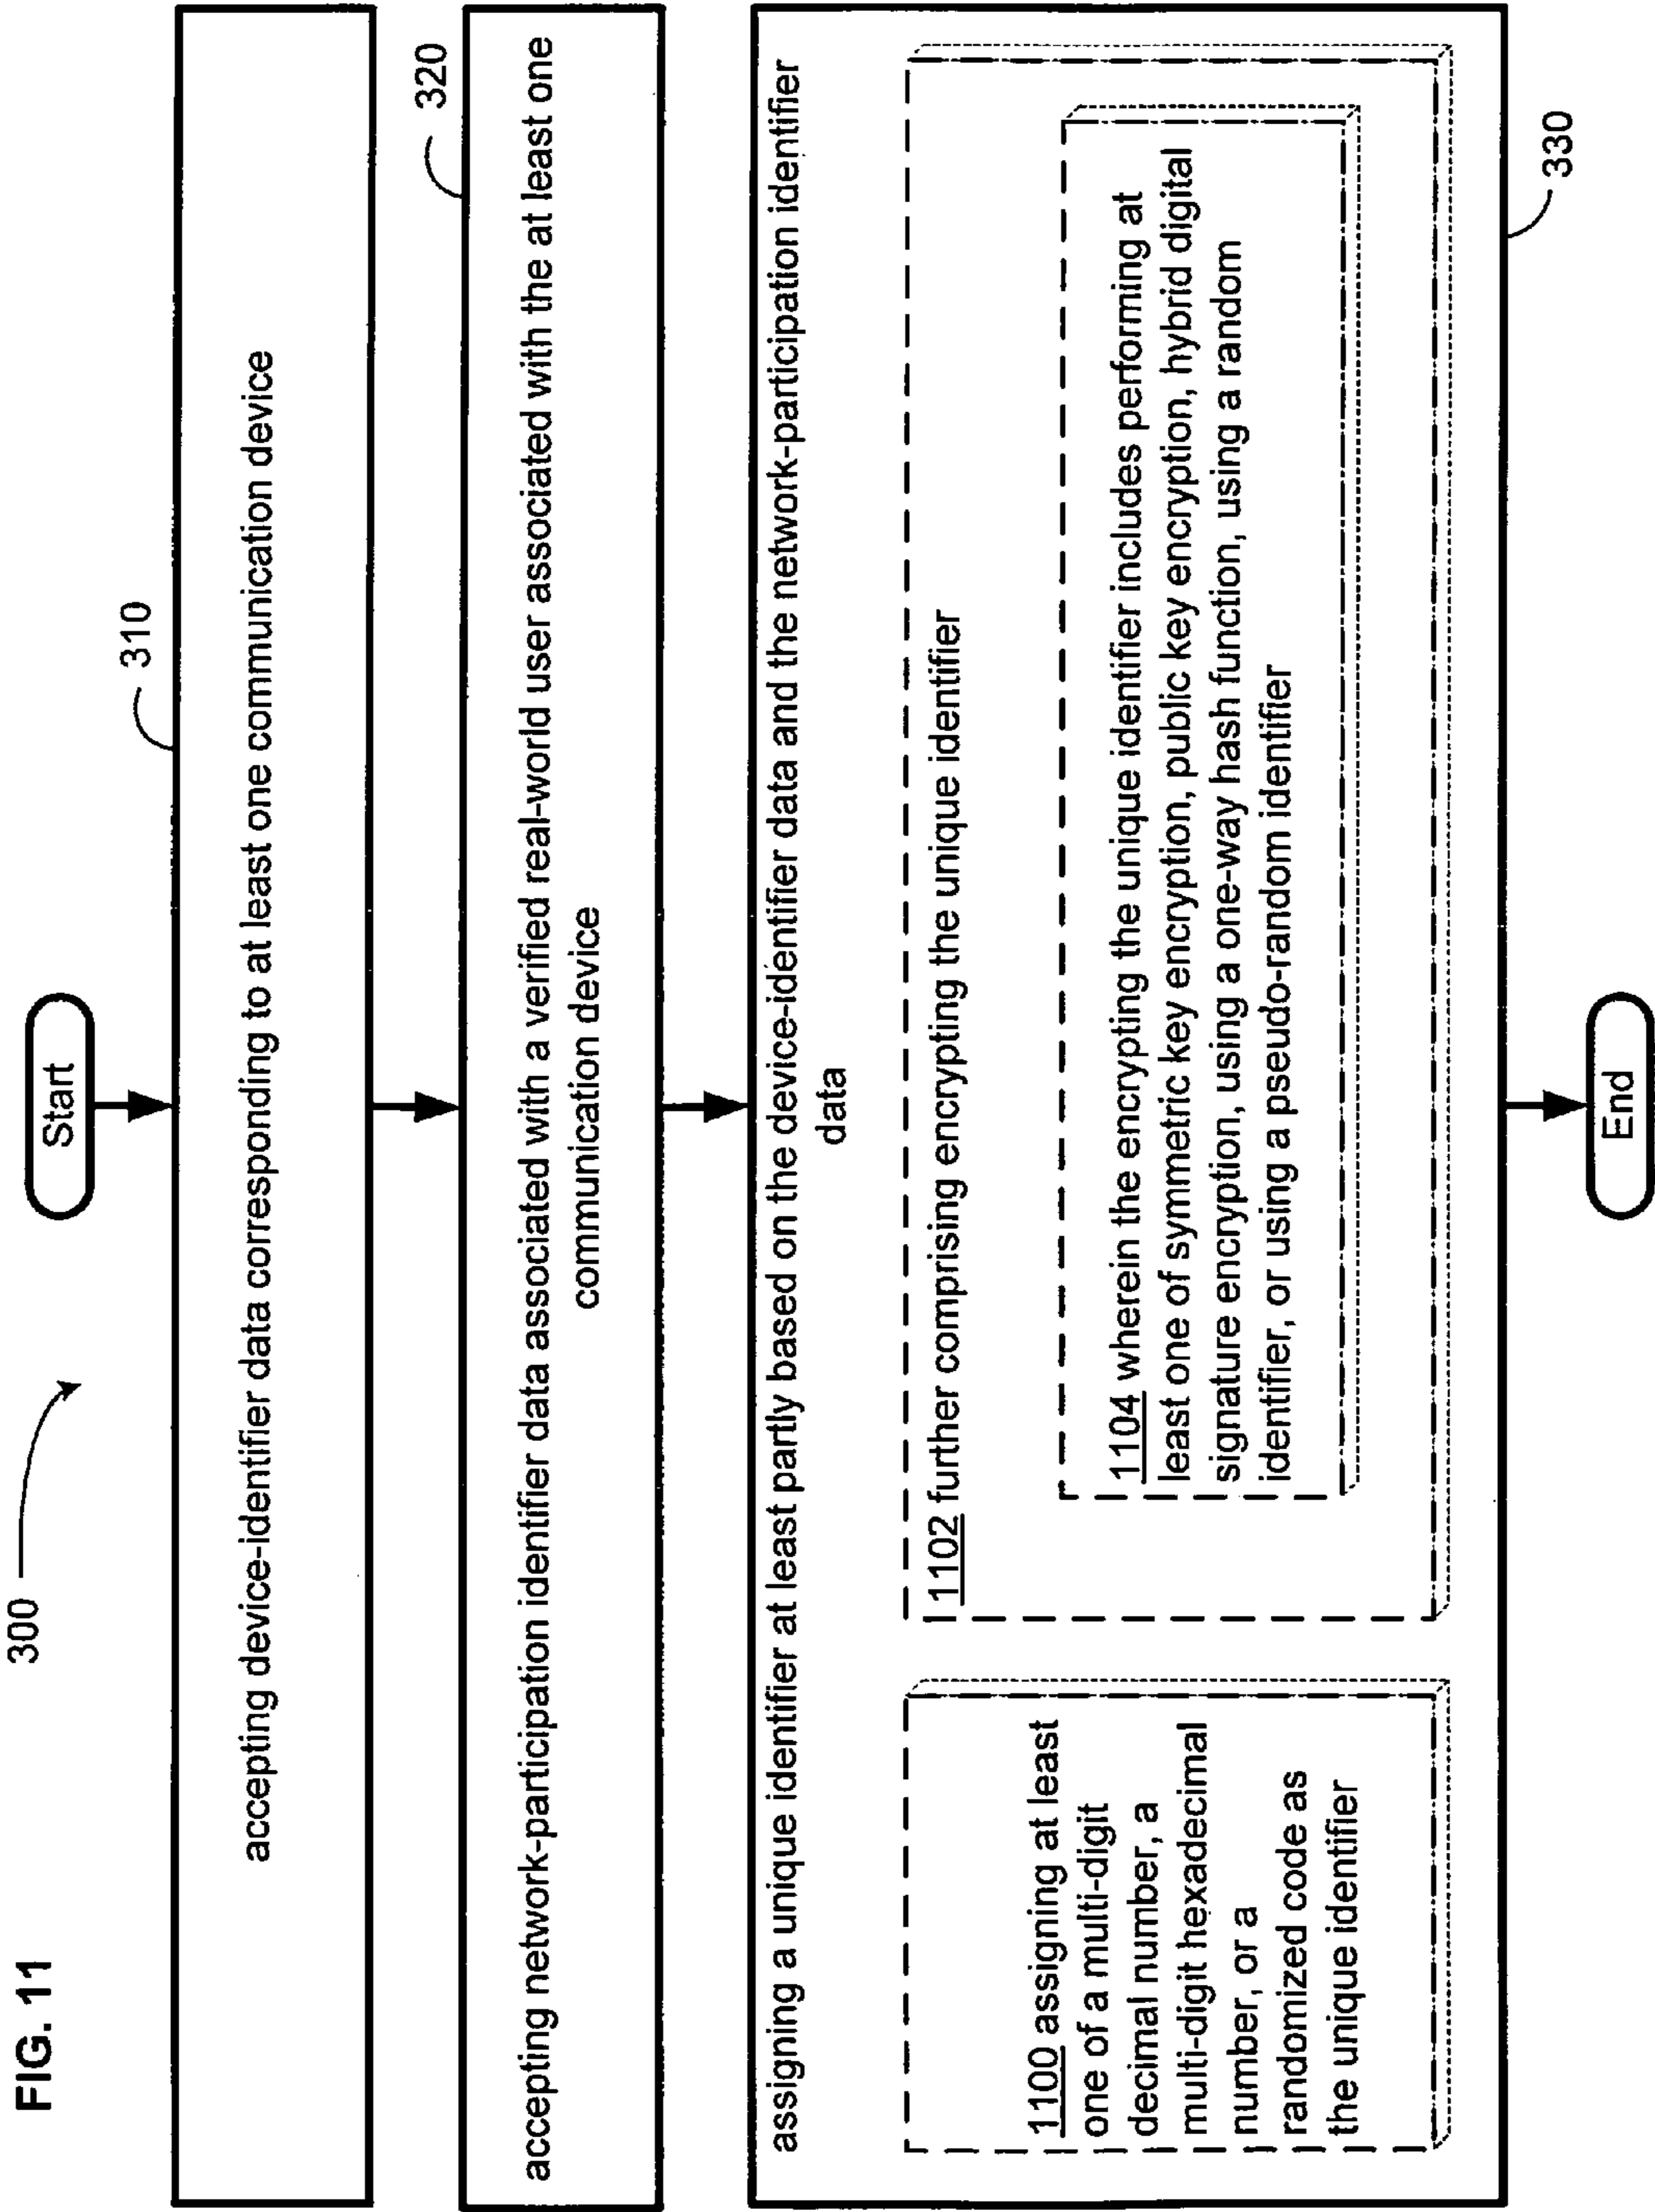 FIG. 11
300
Start
310
accepting device-identifier data corresponding to at least one communication device
320
accepting network-participation identifier data associated with a verified real-world user associated with the at least one
communication device
assigning a unique identifier at least partly based on the device-identifier data and the network-participation identifier
data
1100 assigning at least
one of a multi-digit
decimal number, a
multi-digit hexadecimal
number, or a
randomized code as
the unique identifier
1102 further comprising encrypting the unique identifier
1104 wherein the encrypting the unique identifier includes performing at
least one of symmetric key encryption, public key encryption, hybrid digital
signature encryption, using a one-way hash function, using a random
identifier, or using a pseudo-random identifier
330
End